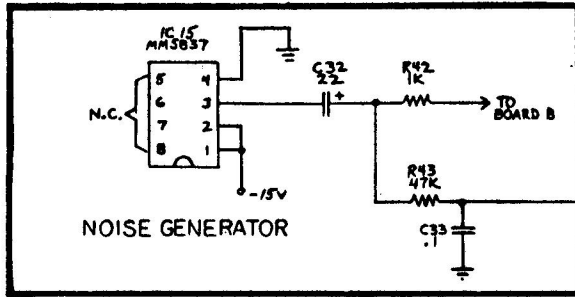 IC 15
MM5837
5 4
6 3
7 2
8 1
N.C.
-15V
NOISE GENERATOR
C32
22
+
R42
1K
TO
BOARD B
R43
47K
C33
.1